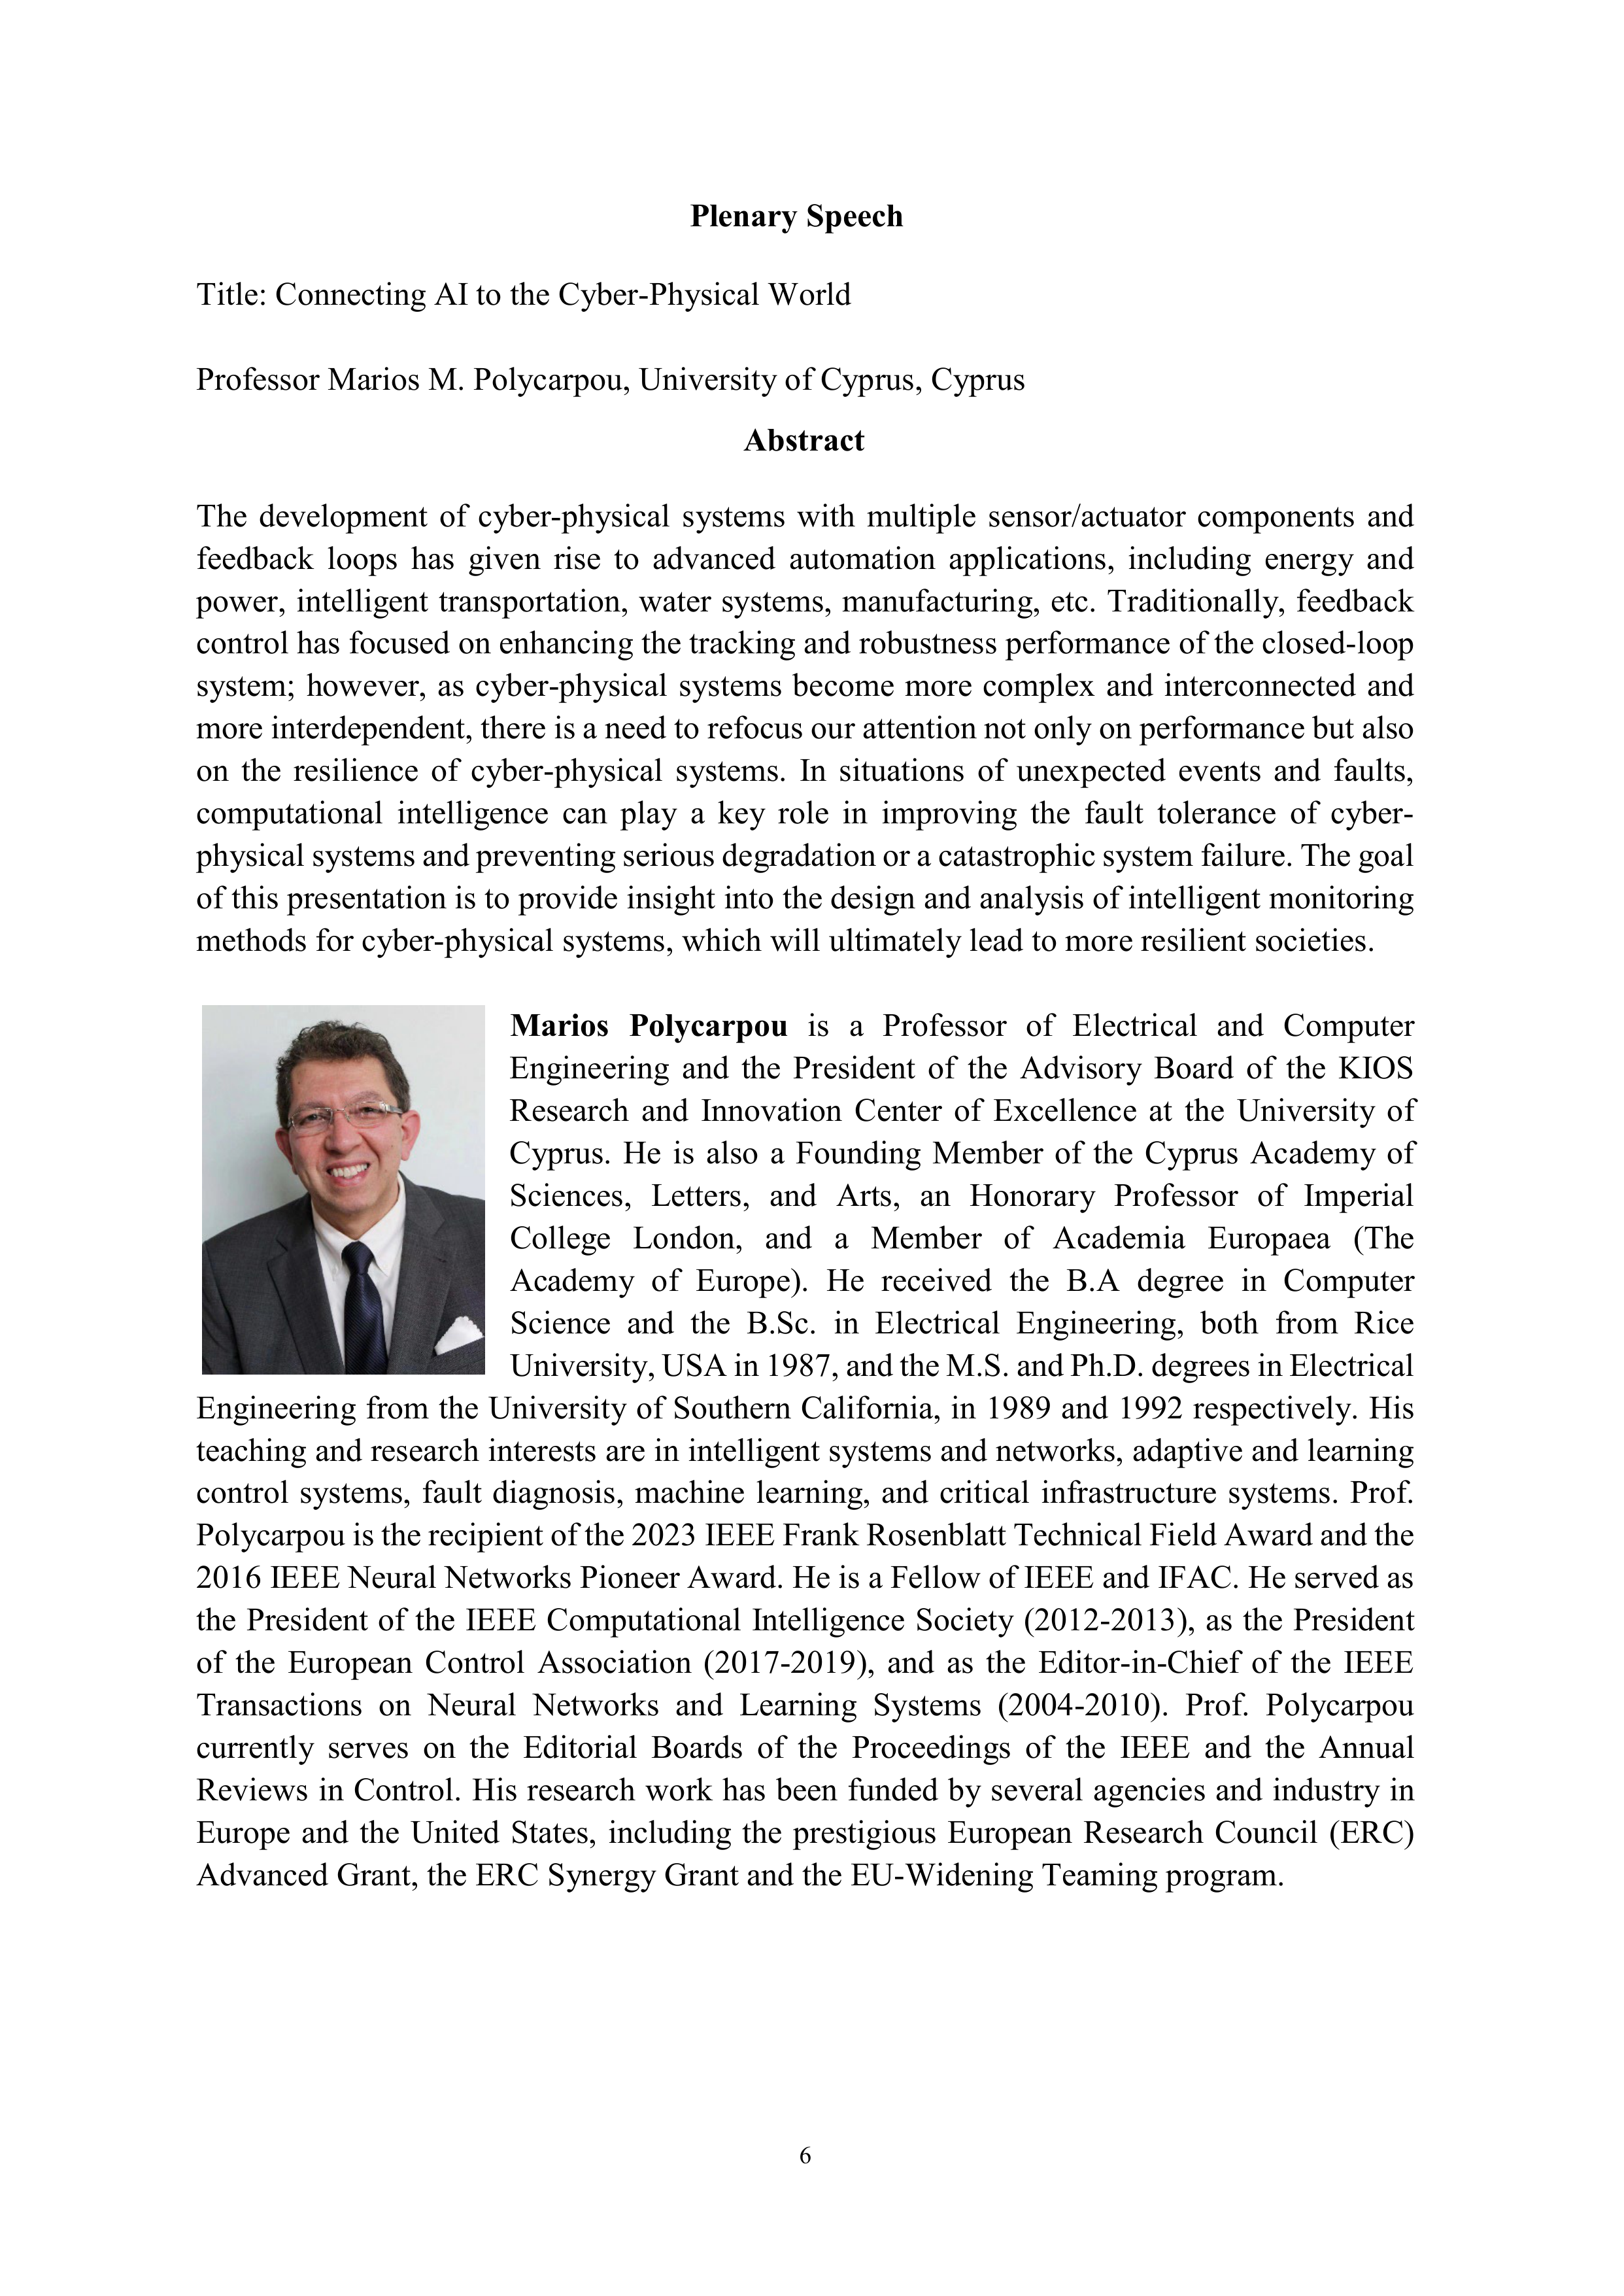 Plenary Speech
Title: Connecting AI to the Cyber-Physical World
Professor Marios M. Polycarpou, University of Cyprus, Cyprus
Abstract
The development of cyber-physical systems with multiple sensor/actuator components and
feedback loops has given rise to advanced automation applications, including energy and
power, intelligent transportation, water systems, manufacturing, etc. Traditionally, feedback
control has focused on enhancing the tracking and robustness performance of the closed-loop
system; however, as cyber-physical systems become more complex and interconnected and
more interdependent, there is a need to refocus our attention not only on performance but also
on the resilience of cyber-physical systems. In situations of unexpected events and faults,
computational intelligence can play a key role in improving the fault tolerance of cyber-
physical systems and preventing serious degradation or a catastrophic system failure. The goal
of this presentation is to provide insight into the design and analysis of intelligent monitoring
methods for cyber-physical systems, which will ultimately lead to more resilient societies.
Marios Polycarpou is a Professor of Electrical and Computer
Engineering and the President of the Advisory Board of the KIOS
Research and Innovation Center of Excellence at the University of
Cyprus. He is also a Founding Member of the Cyprus Academy of
Sciences, Letters, and Arts, an Honorary Professor of Imperial
College London, and a Member of Academia Europaea (The
Academy of Europe). He received the B.A degree in Computer
Science and the B.Sc. in Electrical Engineering, both from Rice
University, USA in 1987, and the M.S. and Ph.D. degrees in Electrical
Engineering from the University of Southern California, in 1989 and 1992 respectively. His
teaching and research interests are in intelligent systems and networks, adaptive and learning
control systems, fault diagnosis, machine learning, and critical infrastructure systems. Prof.
Polycarpou is the recipient of the 2023 IEEE Frank Rosenblatt Technical Field Award and the
2016 IEEE Neural Networks Pioneer Award. He is a Fellow of IEEE and IFAC. He served as
the President of the IEEE Computational Intelligence Society (2012-2013), as the President
of the European Control Association (2017-2019), and as the Editor-in-Chief of the IEEE
Transactions on Neural Networks and Learning Systems (2004-2010). Prof. Polycarpou
currently serves on the Editorial Boards of the Proceedings of the IEEE and the Annual
Reviews in Control. His research work has been funded by several agencies and industry in
Europe and the United States, including the prestigious European Research Council (ERC)
Advanced Grant, the ERC Synergy Grant and the EU-Widening Teaming program.
6